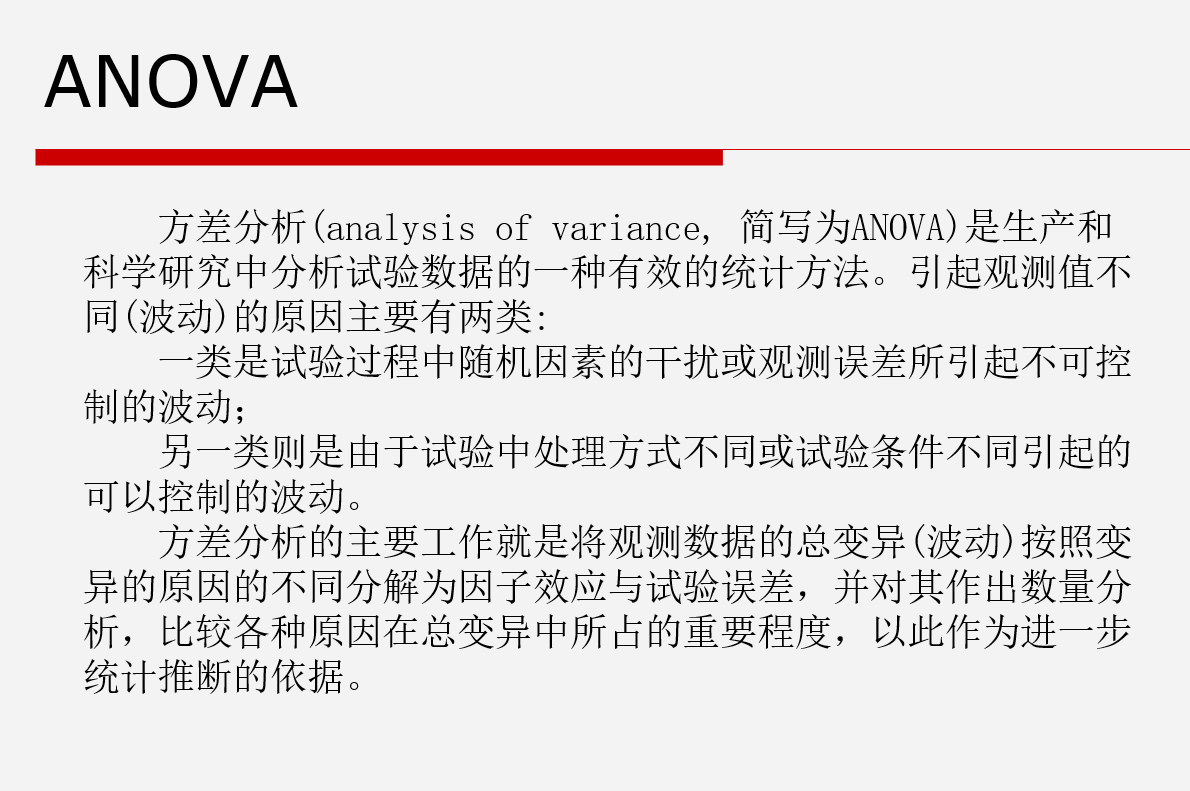 ANOVA
方差分析(analysis of variance, 简写为ANOVA)是生产和
科学研究中分析试验数据的一种有效的统计方法。引起观测值不
同(波动)的原因主要有两类:
一类是试验过程中随机因素的干扰或观测误差所引起不可控
制的波动;
另一类则是由于试验中处理方式不同或试验条件不同引起的
可以控制的波动。
方差分析的主要工作就是将观测数据的总变异(波动)按照变
异的原因的不同分解为因子效应与试验误差，并对其作出数量分
析，比较各种原因在总变异中所占的重要程度，以此作为进一步
统计推断的依据。